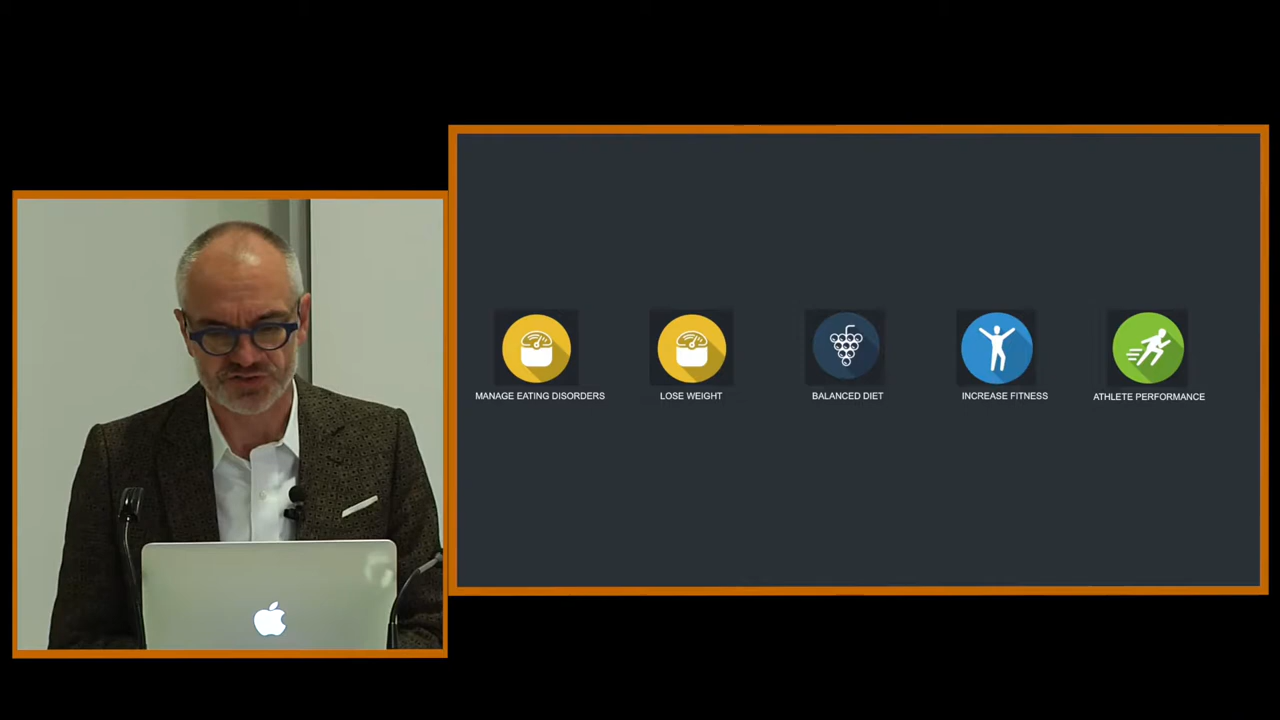 MANAGE EATING DISORDERS
LOSE WEIGHT
BALANCED DIET
INCREASE FITNESS
ATHLETE PERFORMANCE